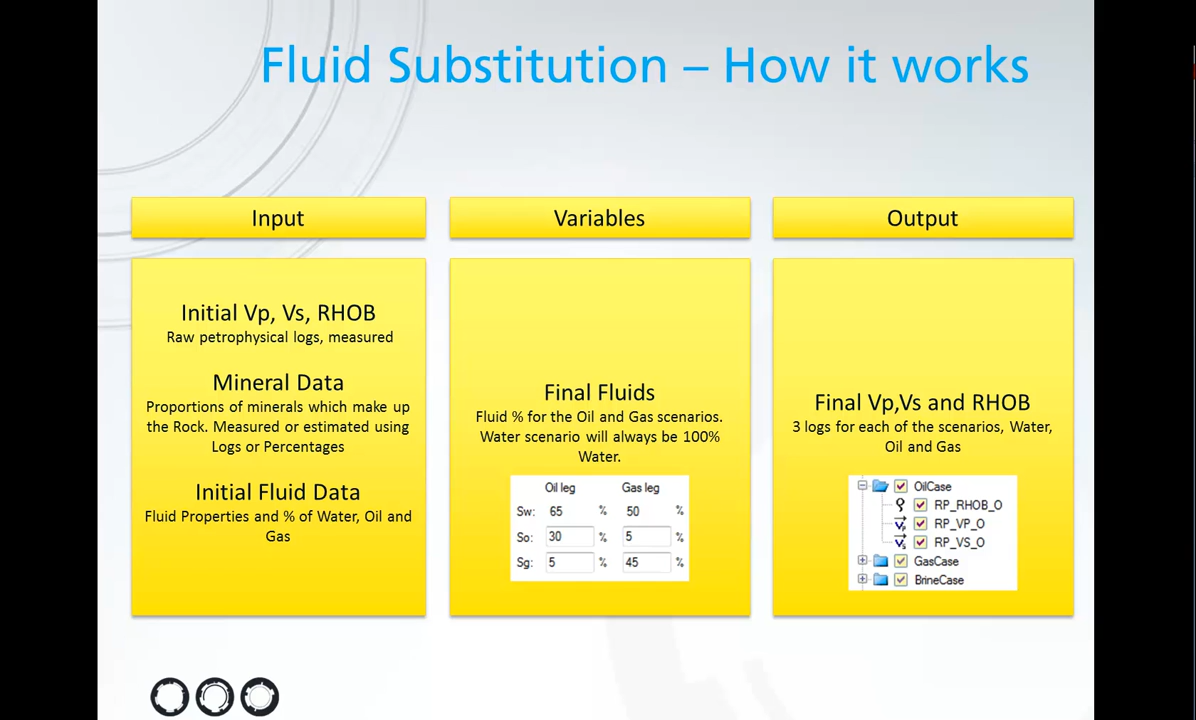 Fluid Substitution – How it works
Input
Initial Vp, Vs, RHOB
Raw petrophysical logs, measured
Mineral Data
Proportions of minerals which make up
the Rock. Measured or estimated using
Logs or Percentages
Initial Fluid Data
Fluid Properties and % of Water, Oil and
Gas
Variables
Final Fluids
Fluid % for the Oil and Gas scenarios.
Water scenario will always be 100%
Water.
Oil leg Gas leg
Sw: 65 % 50 %
So: 30 % 5 %
Sg: 5 % 45 %
Output
Final Vp,Vs and RHOB
3 logs for each of the scenarios, Water,
Oil and Gas
OilCase
RP_RHOB_O
Vp RP_VP_O
Vs RP_VS_O
GasCase
BrineCase